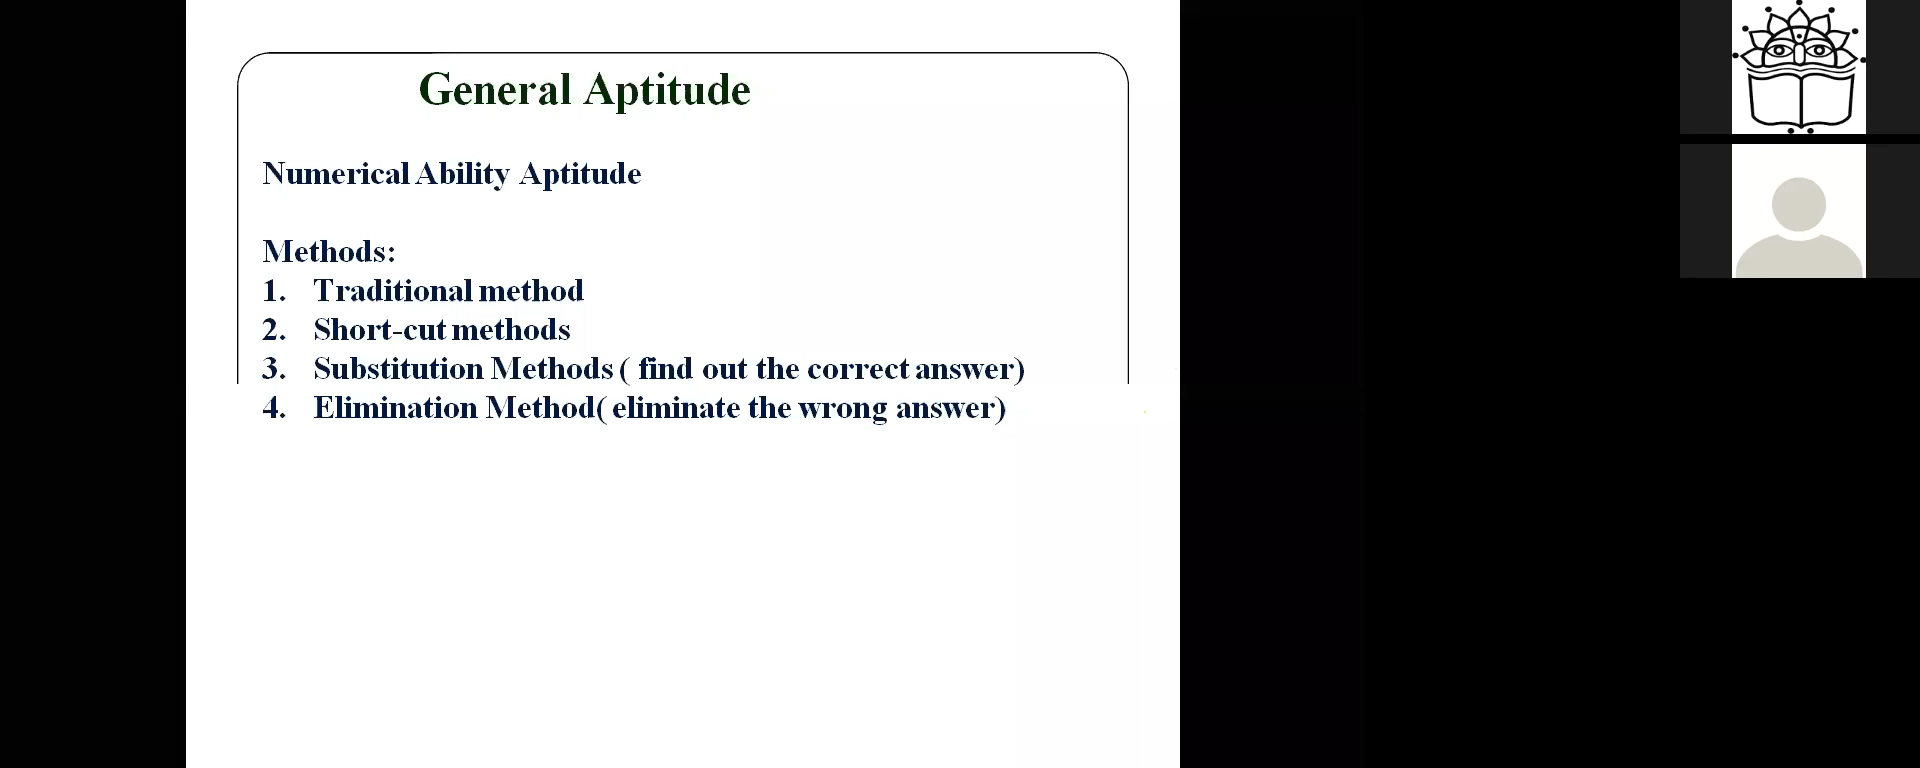 General Aptitude
Numerical Ability Aptitude
Methods:
1. Traditional method
2. Short-cut methods
3. Substitution Methods ( find out the correct answer)
4. Elimination Method( eliminate the wrong answer)